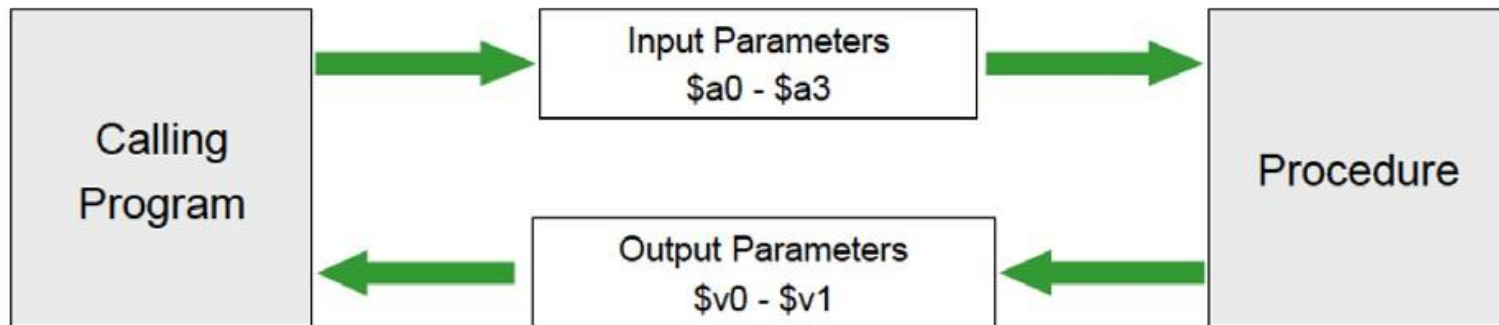 Calling
Program
Input Parameters
$a0 - $a3
Procedure
Output Parameters
$v0 - $v1